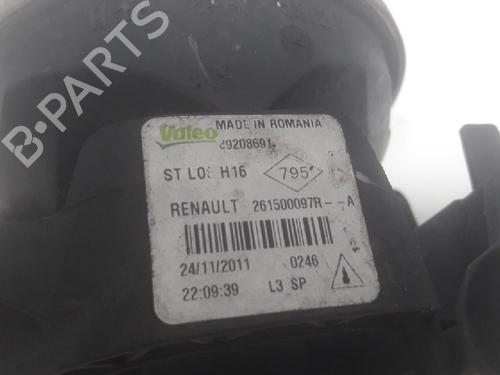 Valeo MADE IN ROMANIA
89208691
ST LO: H16 795
RENAULT 261500097R--A
24/11/2011 0246
22:09:39 L3 SP
B-PARTS